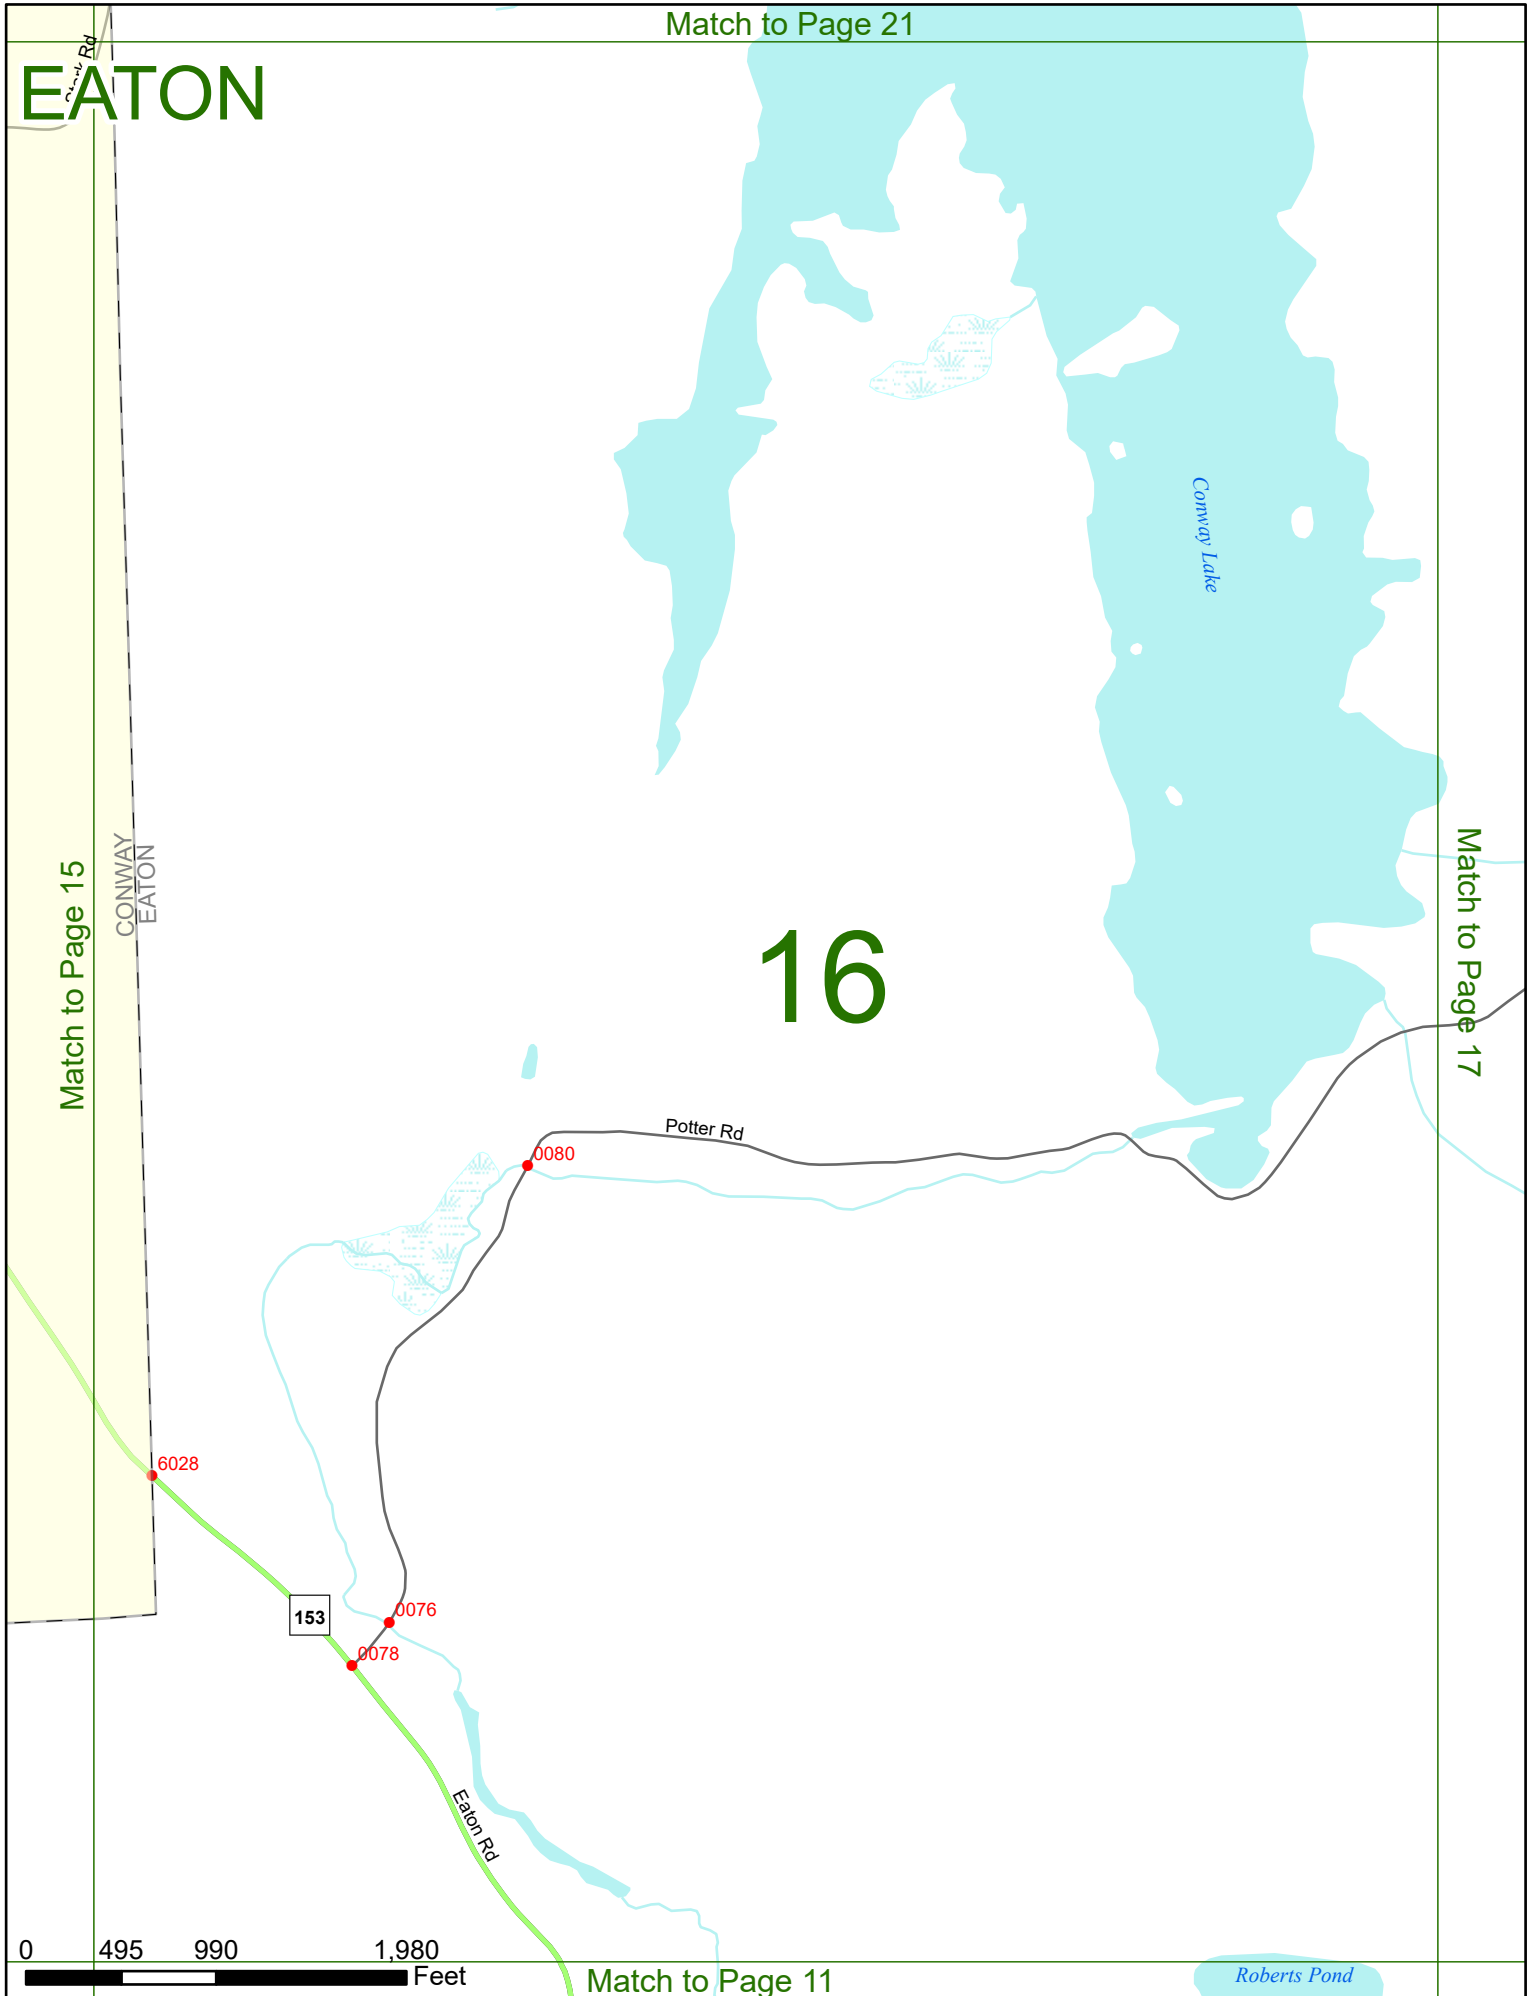 Match to Page 21
Stark Rd
EATON
Conway Lake
CONWAY
EATON
Match to Page 15
Match to Page 17
16
Potter Rd
0080
6028
153
0076
0078
Eaton Rd
0 495 990 1,980
Feet
Match to Page 11
Roberts Pond